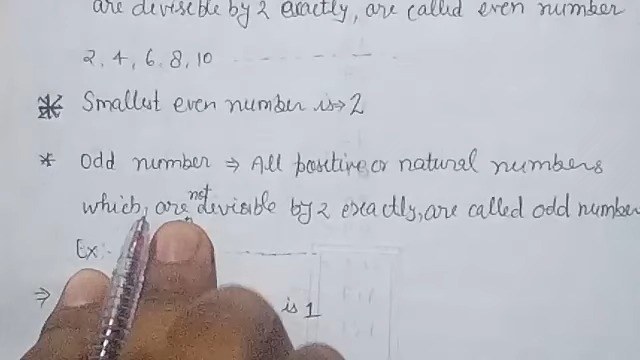 are devisible by 2 exactly, are called even number
2, 4, 6, 8, 10
* Smallest even number is → 2
* Odd number ⇒ All positive or natural numbers
which, are not devisible by 2 exactly, are called odd number
Ex:-
⇒ is 1